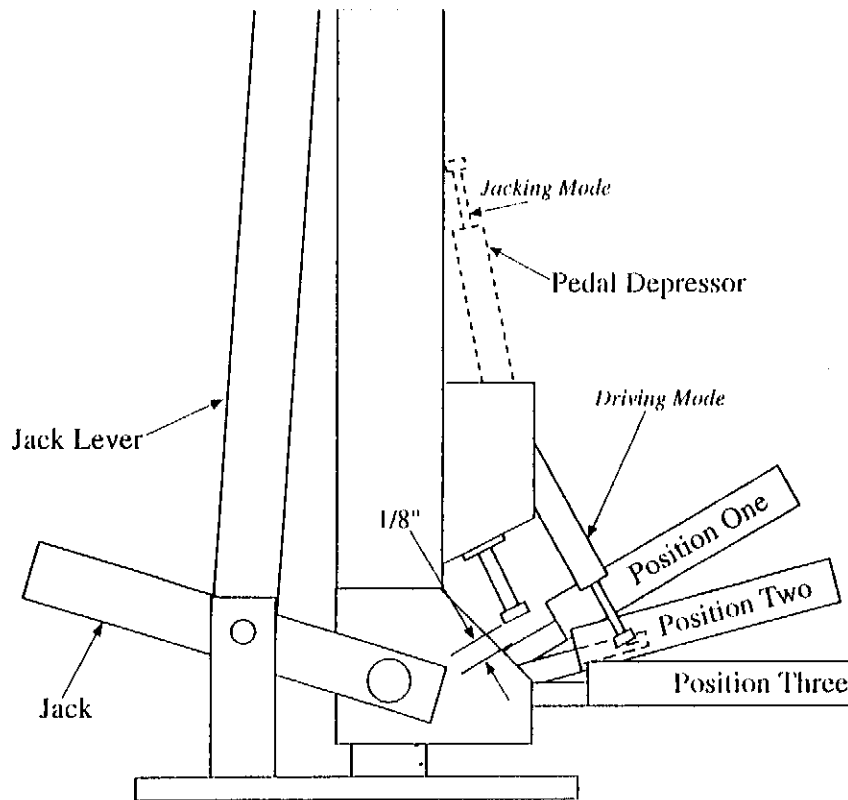 Jacking Mode
Pedal Depressor
Driving Mode
Jack Lever
1/8"
Position One
Position Two
Position Three
Jack